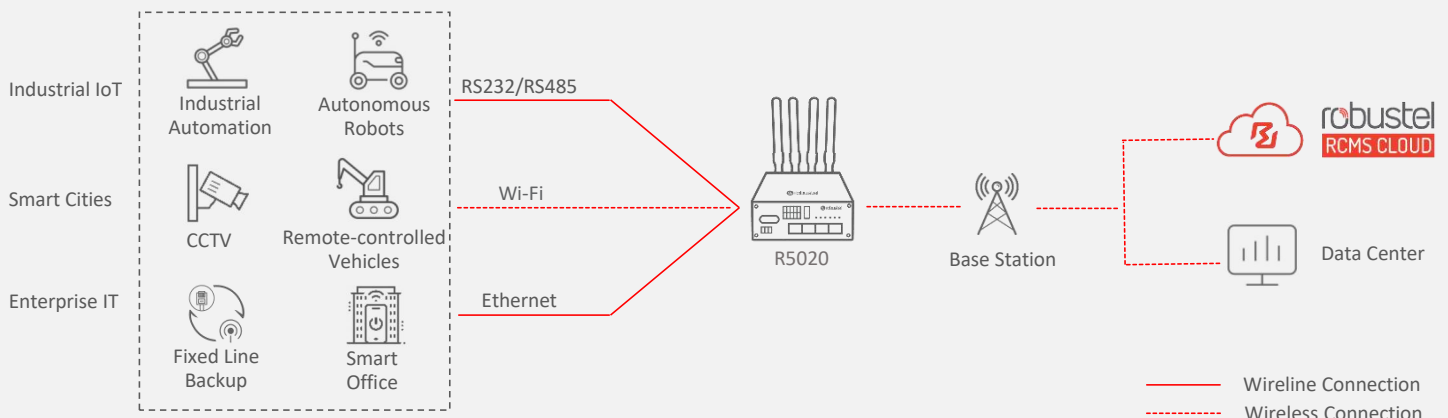 Industrial IoT
Industrial
Automation
Autonomous
Robots
RS232/RS485
Smart Cities
CCTV
Remote-controlled
Vehicles
Wi-Fi
Enterprise IT
Fixed Line
Backup
Smart
Office
Ethernet
robustel
R5020
Base Station
robustel
RCMS CLOUD
Data Center
Wireline Connection
Wireless Connection